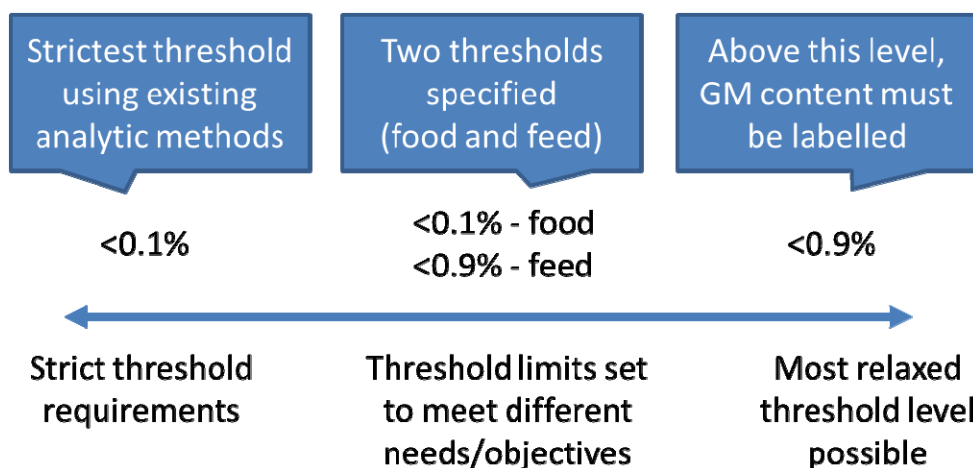 Strictest threshold
using existing
analytic methods
Two thresholds
specified
(food and feed)
Above this level,
GM content must
be labelled
<0.1%
<0.1% - food
<0.9% - feed
<0.9%
Strict threshold
requirements
Threshold limits set
to meet different
needs/objectives
Most relaxed
threshold level
possible